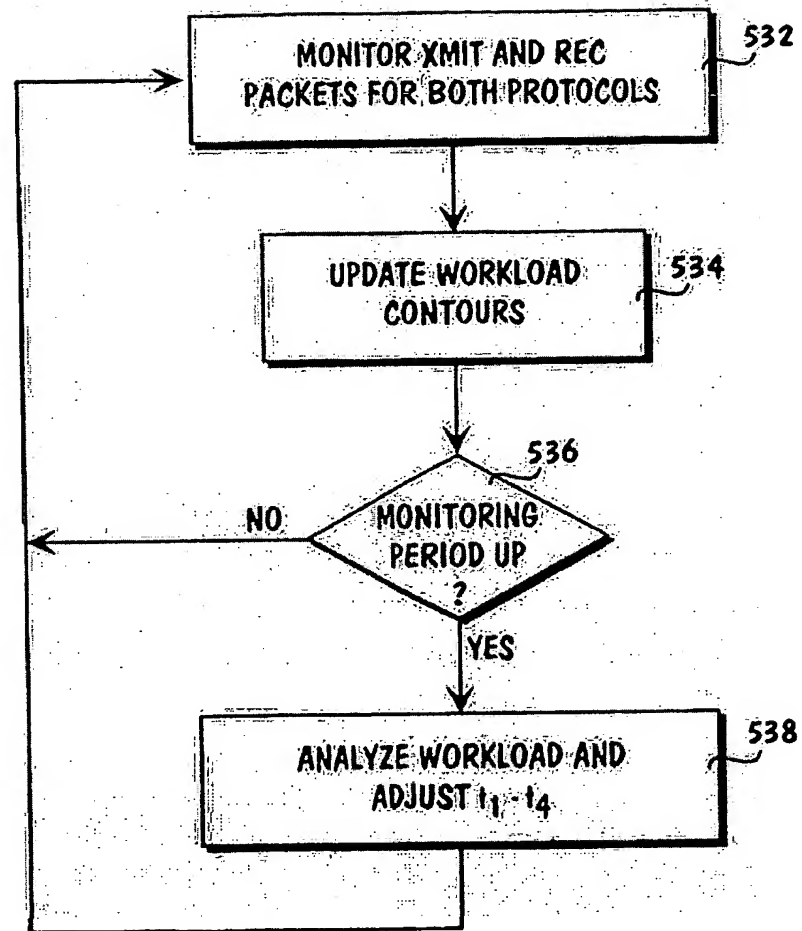 MONITOR XMIT AND REC
PACKETS FOR BOTH PROTOCOLS
532
UPDATE WORKLOAD
CONTOURS
534
536
MONITORING
PERIOD UP
?
NO
YES
ANALYZE WORKLOAD AND
ADJUST t₁ - t₄
538